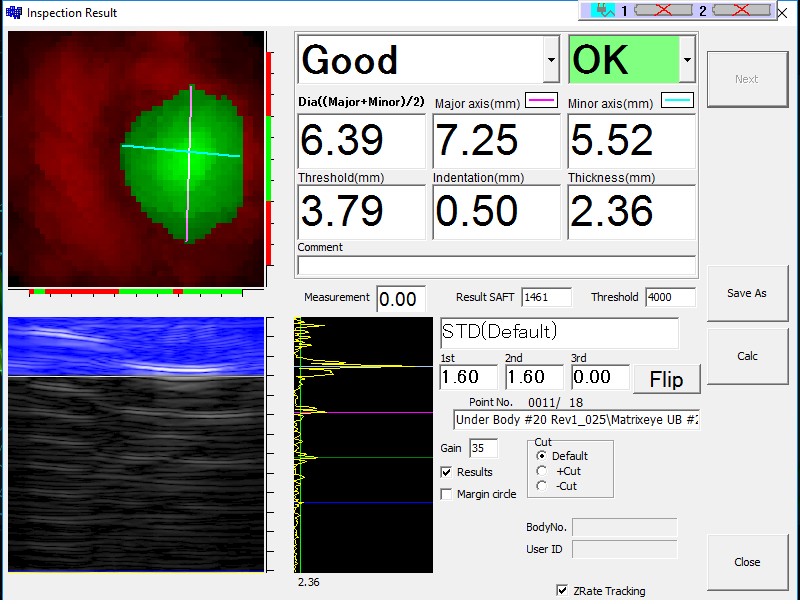 Inspection Result
1 2
Good OK
Next
Dia((Major+Minor)/2) Major axis(mm) Minor axis(mm)
6.39 7.25 5.52
Threshold(mm) Indentation(mm) Thickness(mm)
3.79 0.50 2.36
Comment
Measurement 0.00 Result SAFT 1461 Threshold 4000
Save As
STD(Default)
Calc
1st 2nd 3rd
1.60 1.60 0.00 Flip
Point No. 0011/ 18
Under Body #20 Rev1_025\Matrixeye UB #2
Gain 35
Cut
Default
+Cut
-Cut
Results
Margin circle
BodyNo.
User ID
Close
2.36
ZRate Tracking